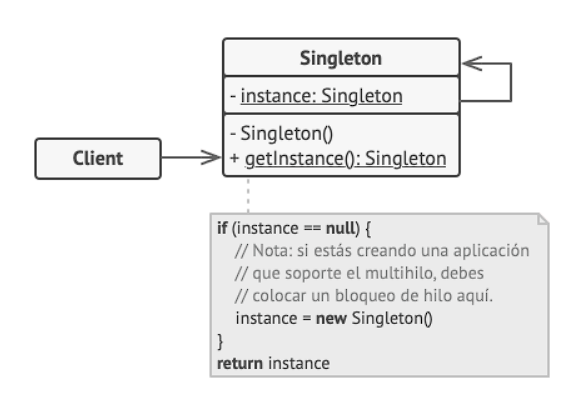 Singleton
- instance: Singleton
- Singleton()
+ getInstance(): Singleton
Client
if (instance == null) {
// Nota: si estás creando una aplicación
// que soporte el multihilo, debes
// colocar un bloqueo de hilo aquí.
instance = new Singleton()
}
return instance